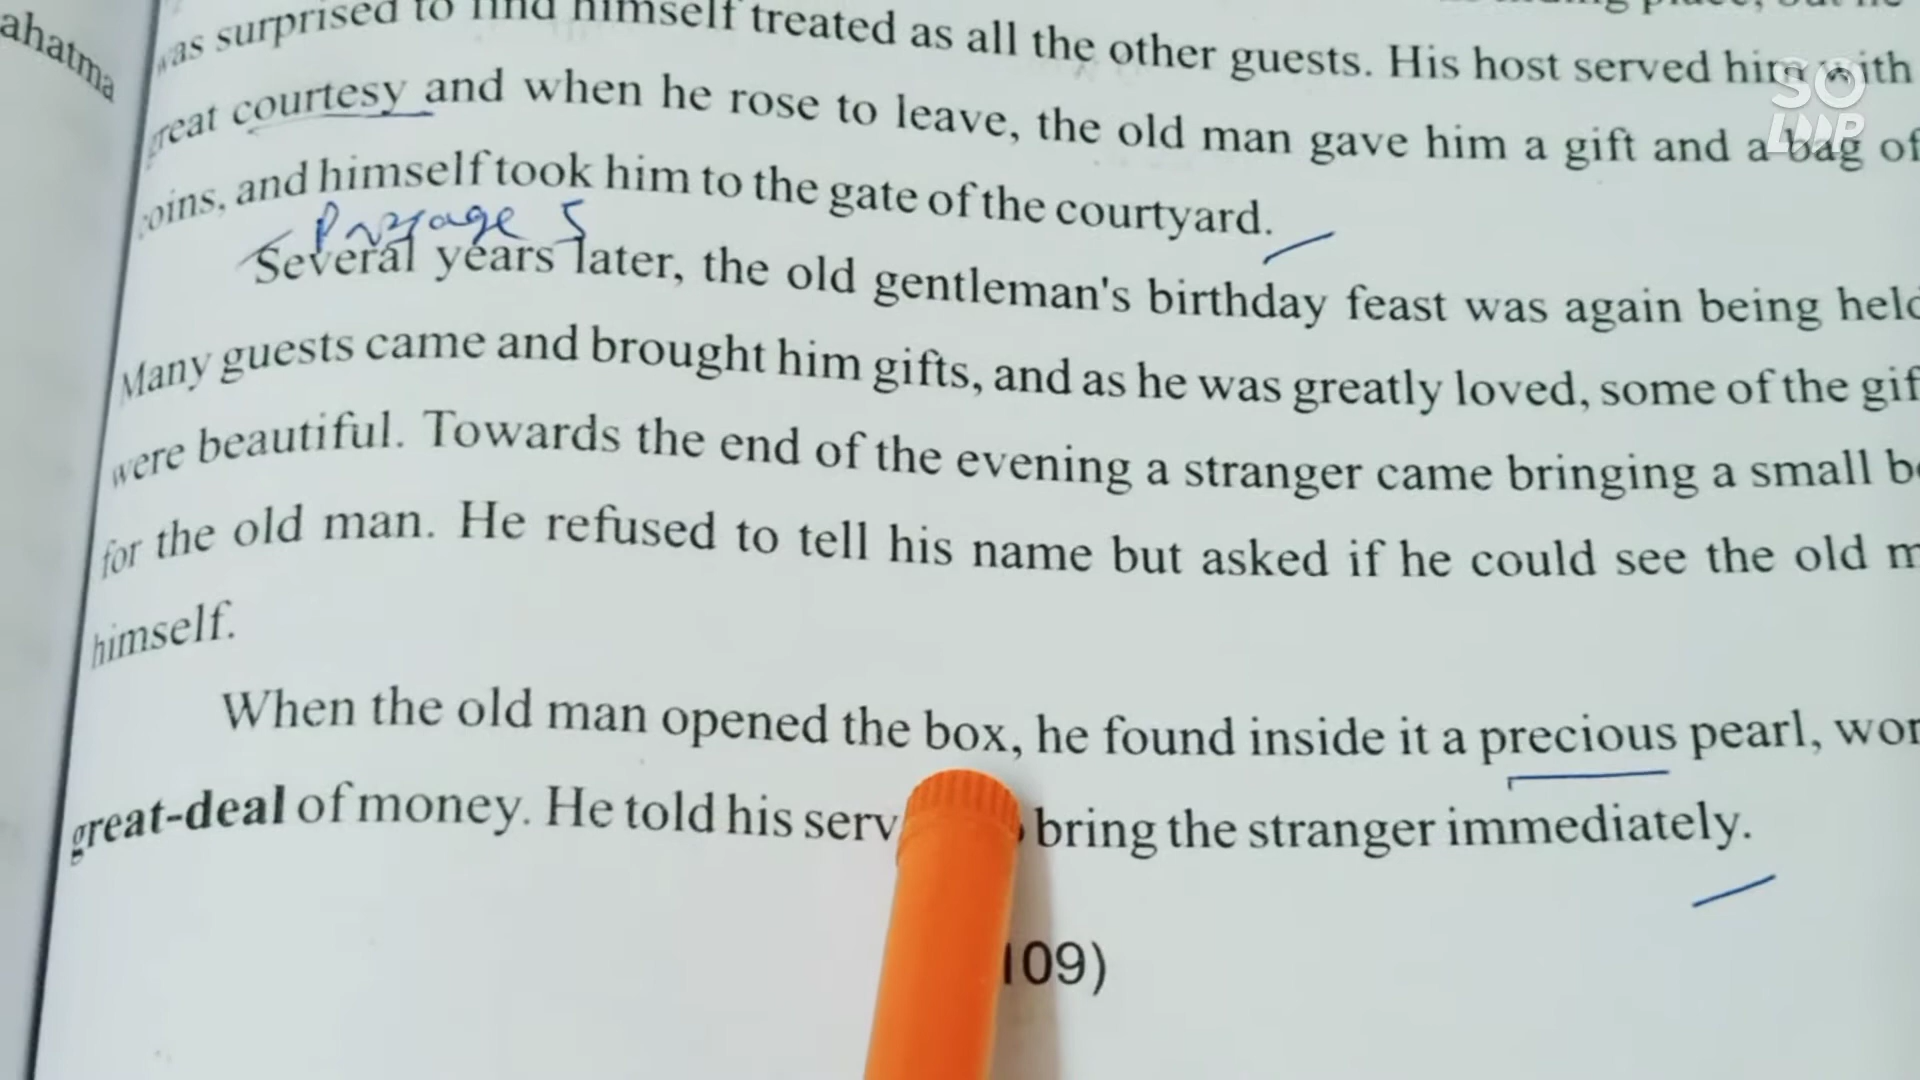 ahatma
was surprised to find himself treated as all the other guests. His host served him with
great courtesy and when he rose to leave, the old man gave him a gift and a bag of
coins, and himself took him to the gate of the courtyard.
Passage 5
Several years later, the old gentleman's birthday feast was again being held
Many guests came and brought him gifts, and as he was greatly loved, some of the gif
were beautiful. Towards the end of the evening a stranger came bringing a small b
for the old man. He refused to tell his name but asked if he could see the old m
himself.
When the old man opened the box, he found inside it a precious pearl, wor
great-deal of money. He told his serv bring the stranger immediately.
109)
SO LOOP